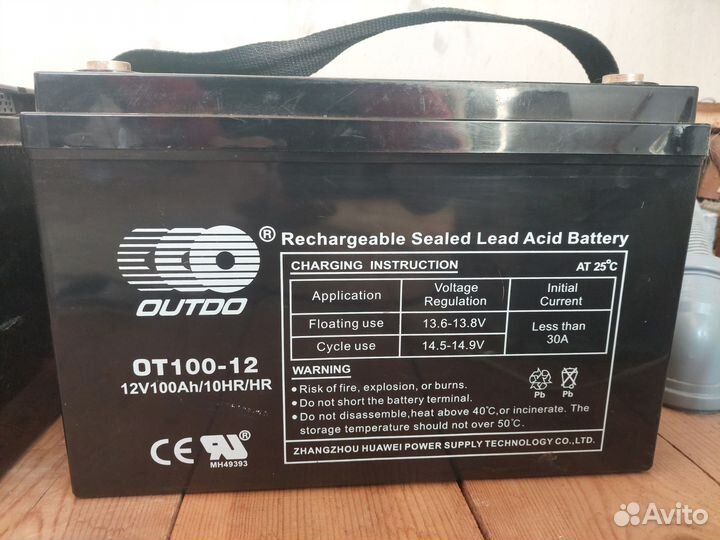 ® Rechargeable Sealed Lead Acid Battery
OUTDO
OT100-12
12V100Ah/10HR/HR
CE RU ®
MH49393
CHARGING INSTRUCTION AT 25°C
Application Voltage Regulation Initial Current
Floating use 13.6-13.8V Less than 30A
Cycle use 14.5-14.9V
WARNING
• Risk of fire, explosion, or burns.
• Do not short the battery terminal.
• Do not disassemble,heat above 40℃,or incinerate. The
storage temperature should not over 50℃.
Pb Pb
ZHANGZHOU HUAWEI POWER SUPPLY TECHNOLOGY CO.,LTD.
Avito